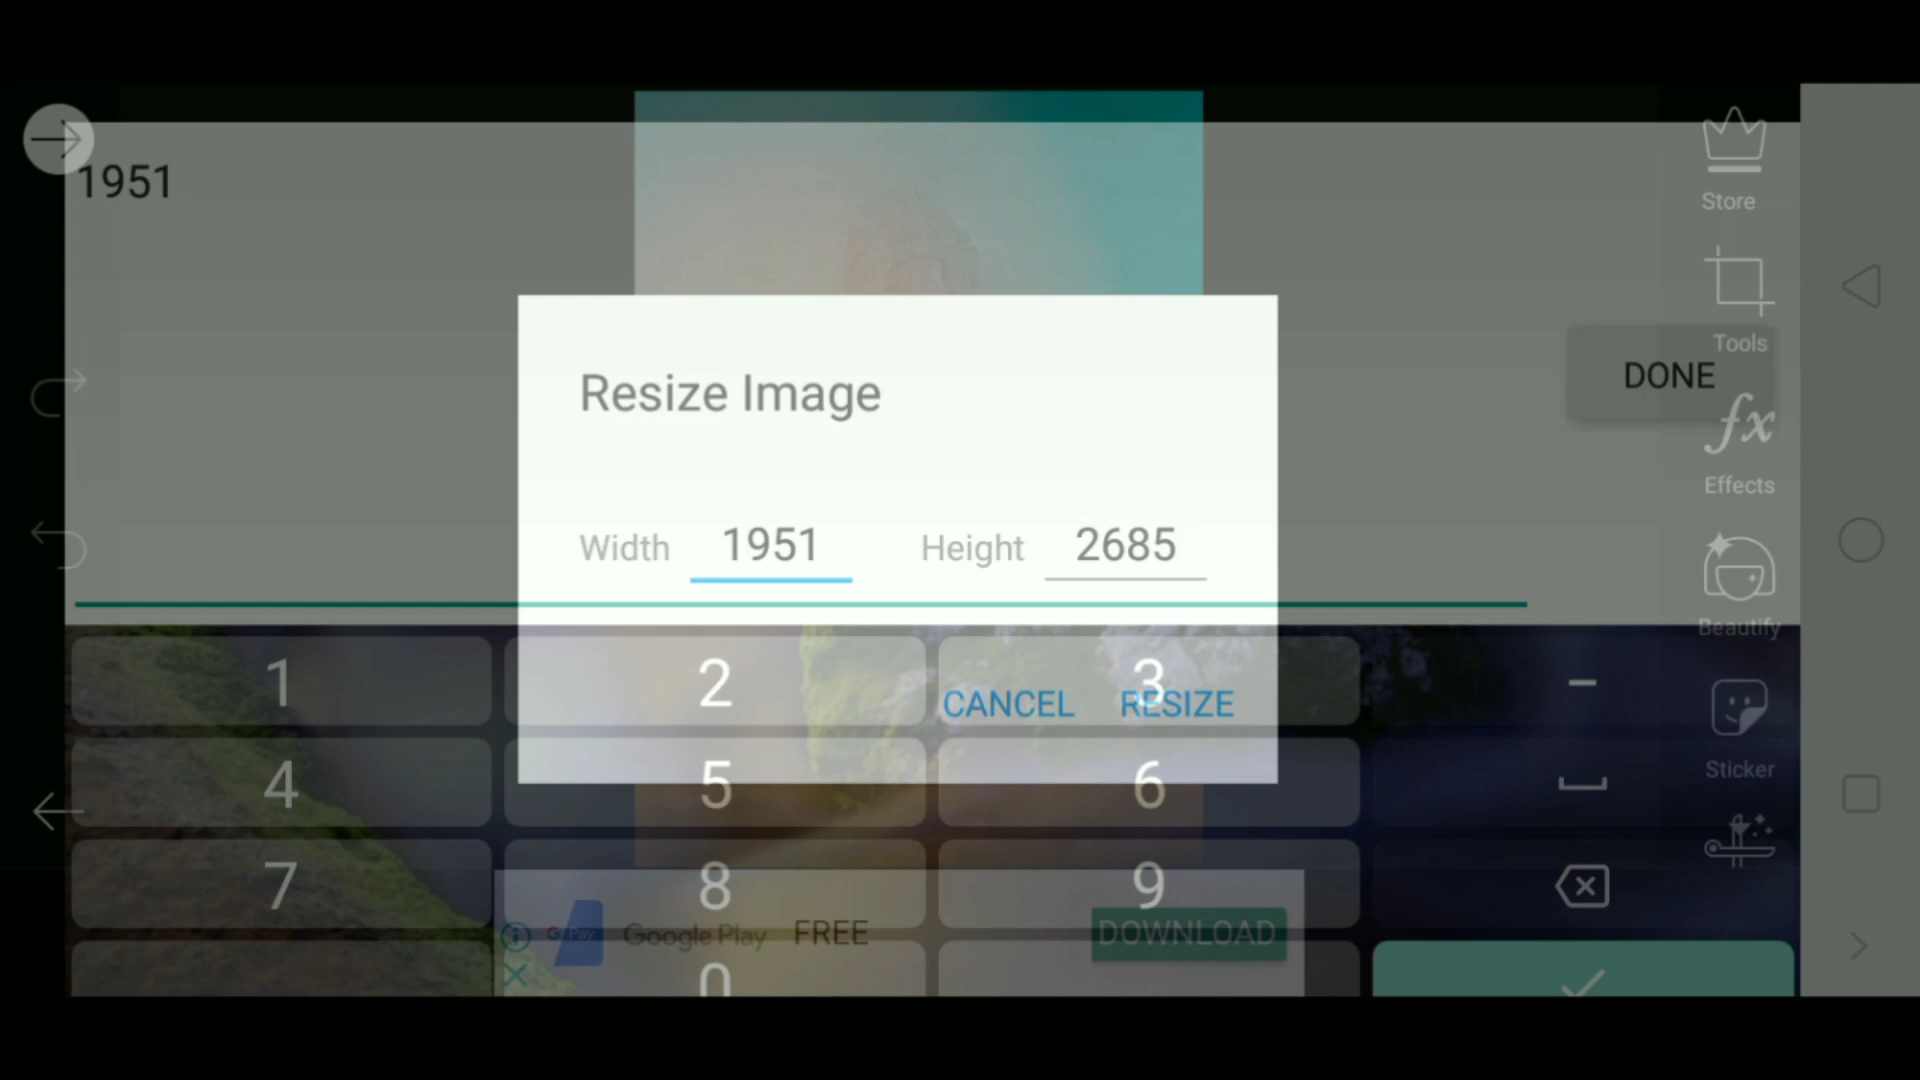 1951
Store
Tools
DONE
Effects
Beautify
Sticker
Resize Image
Width 1951 Height 2685
CANCEL RESIZE
1 2 3 -
4 5 6
7 8 9
0
G Pay Google Play FREE DOWNLOAD